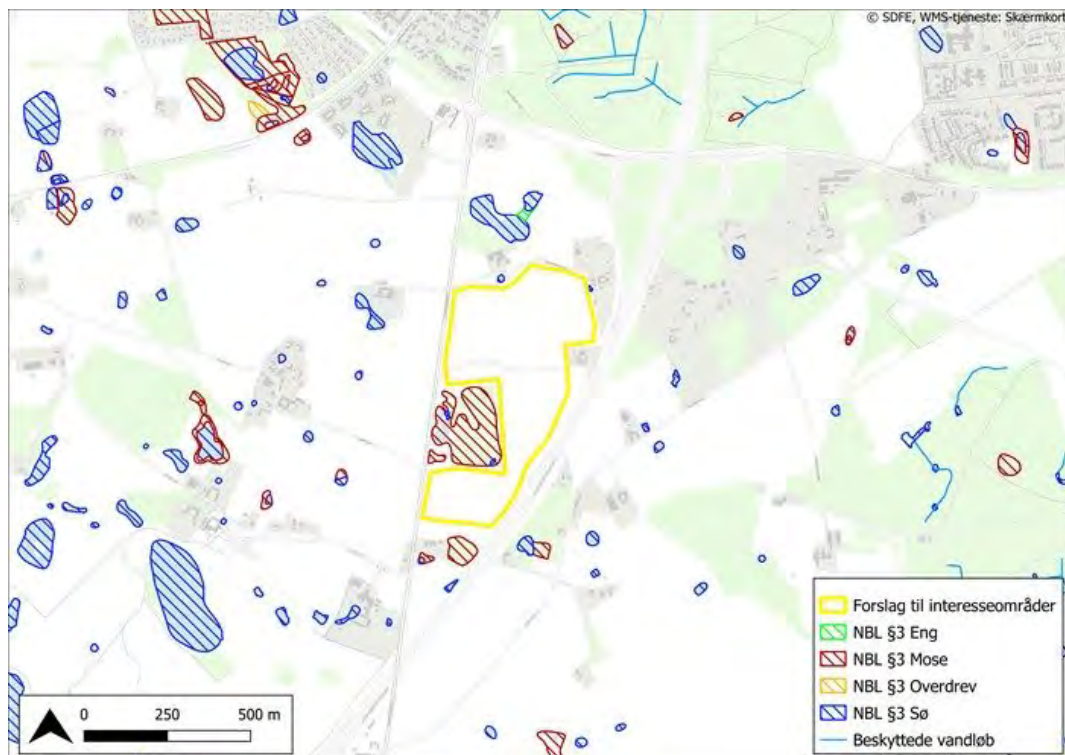 © SDFE, WMS-tjeneste: Skærmkort
Forslag til interesseområder
NBL §3 Eng
NBL §3 Mose
NBL §3 Overdrev
NBL §3 Sø
Beskyttede vandløb
0 250 500 m